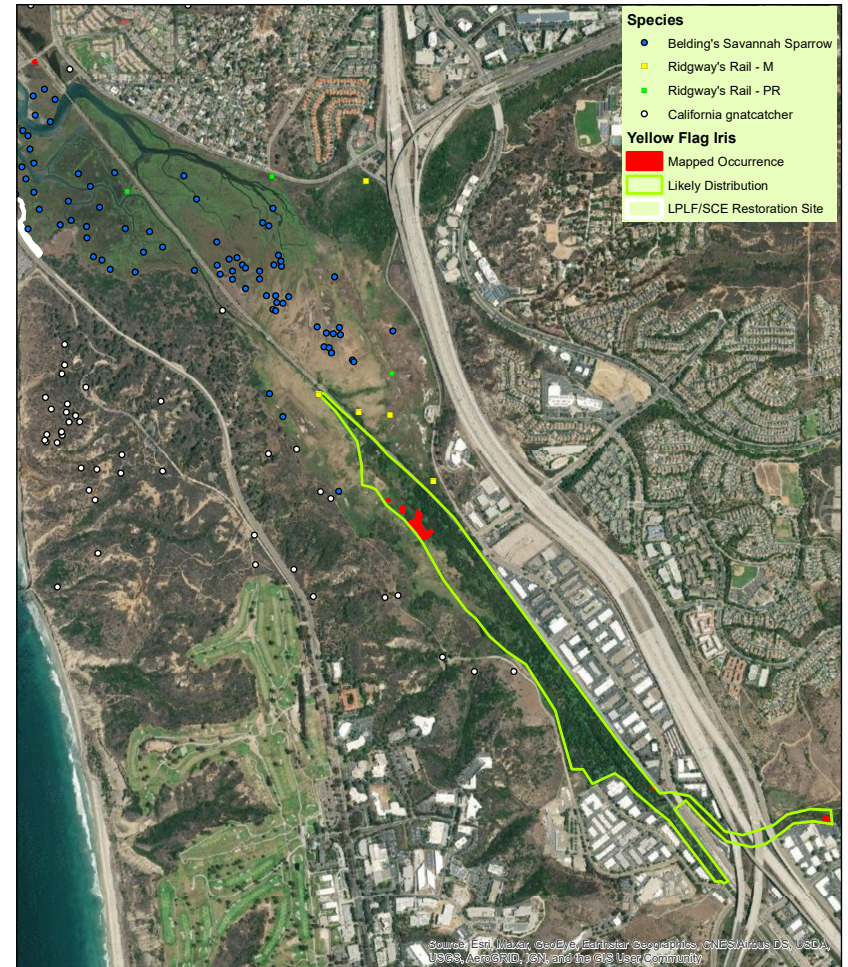 Species
Belding's Savannah Sparrow
Ridgway's Rail - M
Ridgway's Rail - PR
California gnatcatcher
Yellow Flag Iris
Mapped Occurrence
Likely Distribution
LPLF/SCE Restoration Site
Source: Esri, Maxar, GeoEye, Earthstar Geographics, CNES/Airbus DS, USDA,
USGS, AeroGRID, IGN, and the GIS User Community